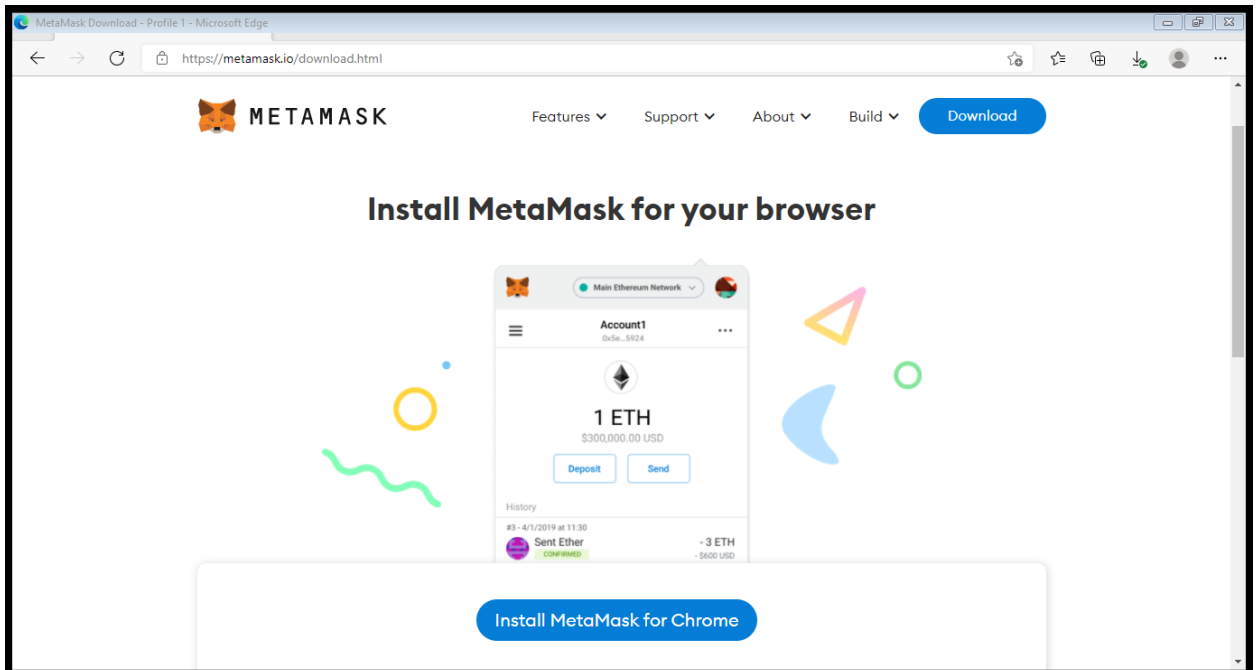 MetaMask Download - Profile 1 - Microsoft Edge
https://metamask.io/download.html
METAMASK Features Support About Build Download
Install MetaMask for your browser
Main Ethereum Network
Account1
0x5e...5924
1 ETH
$300,000.00 USD
Deposit Send
History
#3 - 4/1/2019 at 11:30
Sent Ether - 3 ETH
CONFIRMED - $600 USD
Install MetaMask for Chrome